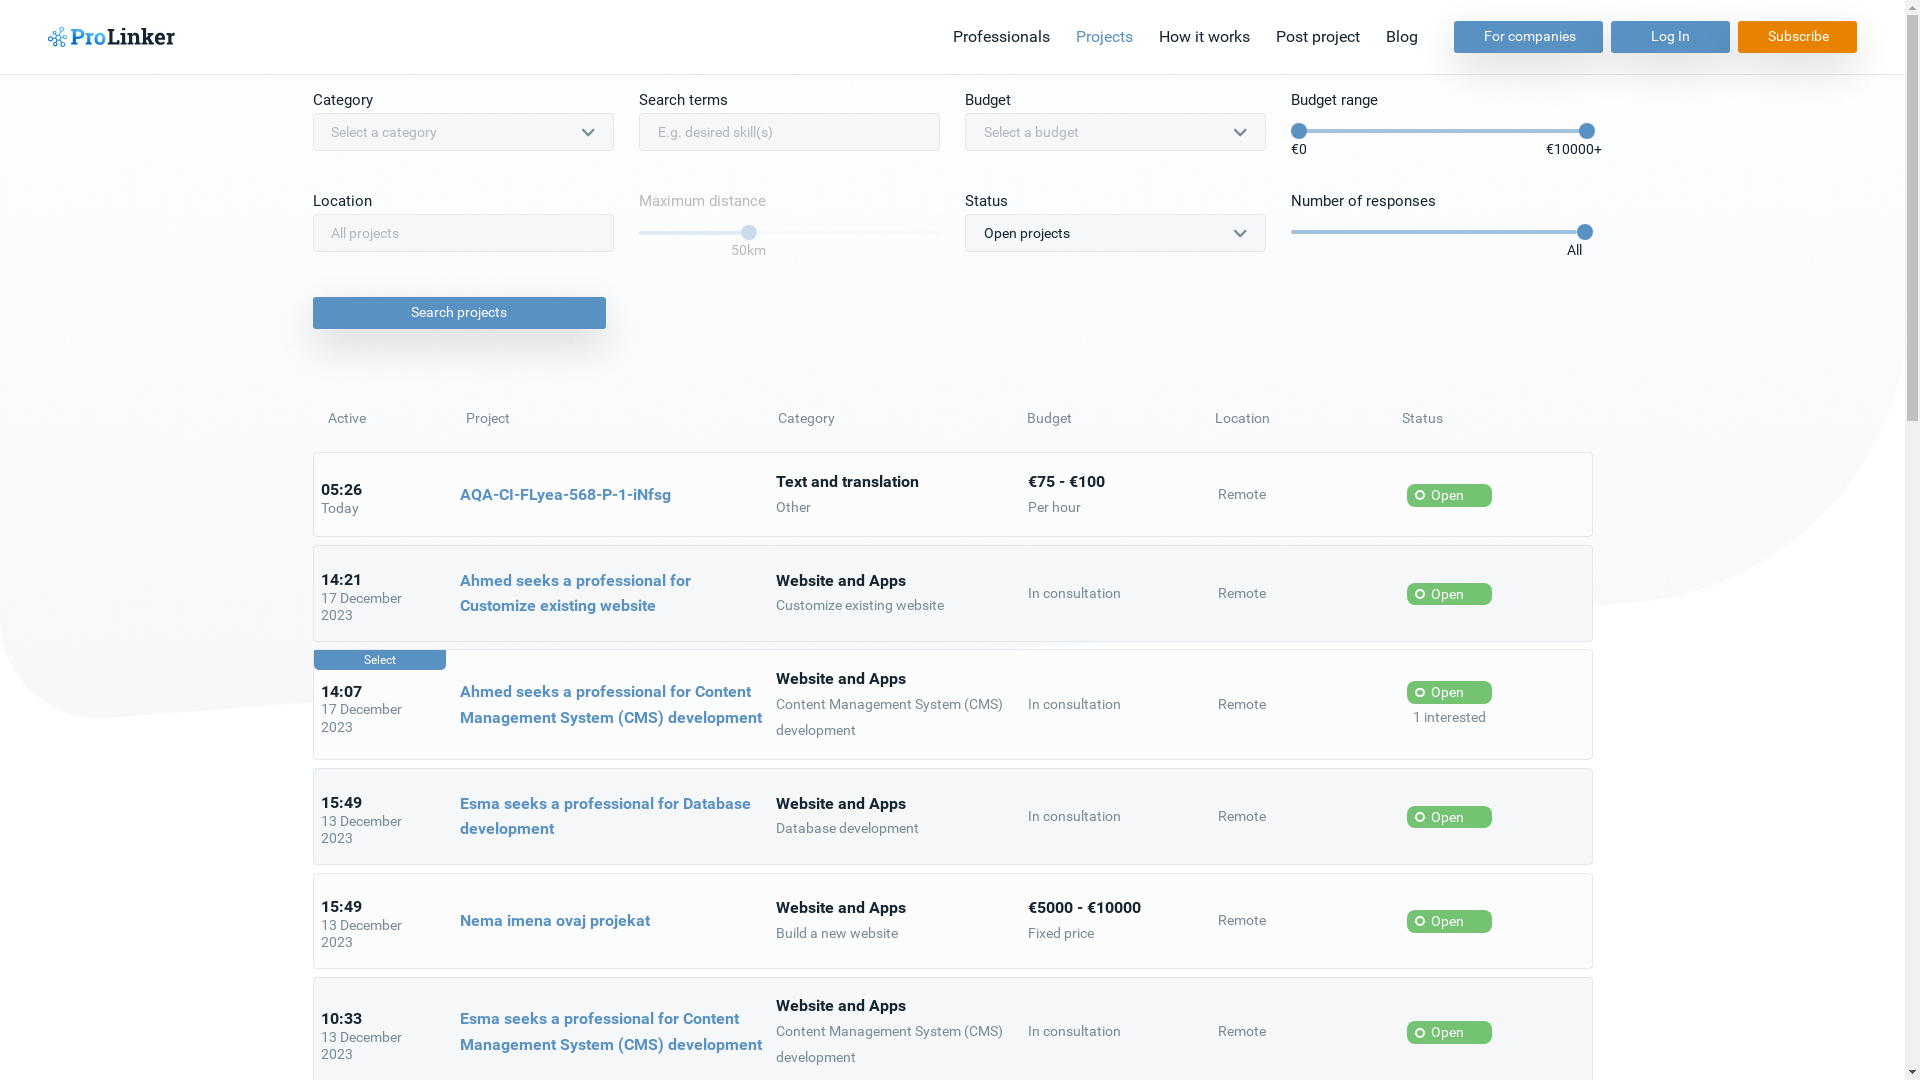 ProLinker
Professionals
Projects
How it works
Post project
Blog
For companies
Log In
Subscribe
Category
Select a category
Search terms
E.g. desired skill(s)
Budget
Select a budget
Budget range
€0
€10000+
Location
All projects
Maximum distance
50km
Status
Open projects
Number of responses
All
Search projects
Active
Project
Category
Budget
Location
Status
05:26
Today
AQA-CI-FLyea-568-P-1-iNfsg
Text and translation
Other
€75 - €100
Per hour
Remote
Open
14:21
17 December
2023
Ahmed seeks a professional for
Customize existing website
Website and Apps
Customize existing website
In consultation
Remote
Open
Select
14:07
17 December
2023
Ahmed seeks a professional for Content
Management System (CMS) development
Website and Apps
Content Management System (CMS)
development
In consultation
Remote
Open
1 interested
15:49
13 December
2023
Esma seeks a professional for Database
development
Website and Apps
Database development
In consultation
Remote
Open
15:49
13 December
2023
Nema imena ovaj projekat
Website and Apps
Build a new website
€5000 - €10000
Fixed price
Remote
Open
10:33
13 December
2023
Esma seeks a professional for Content
Management System (CMS) development
Website and Apps
Content Management System (CMS)
development
In consultation
Remote
Open